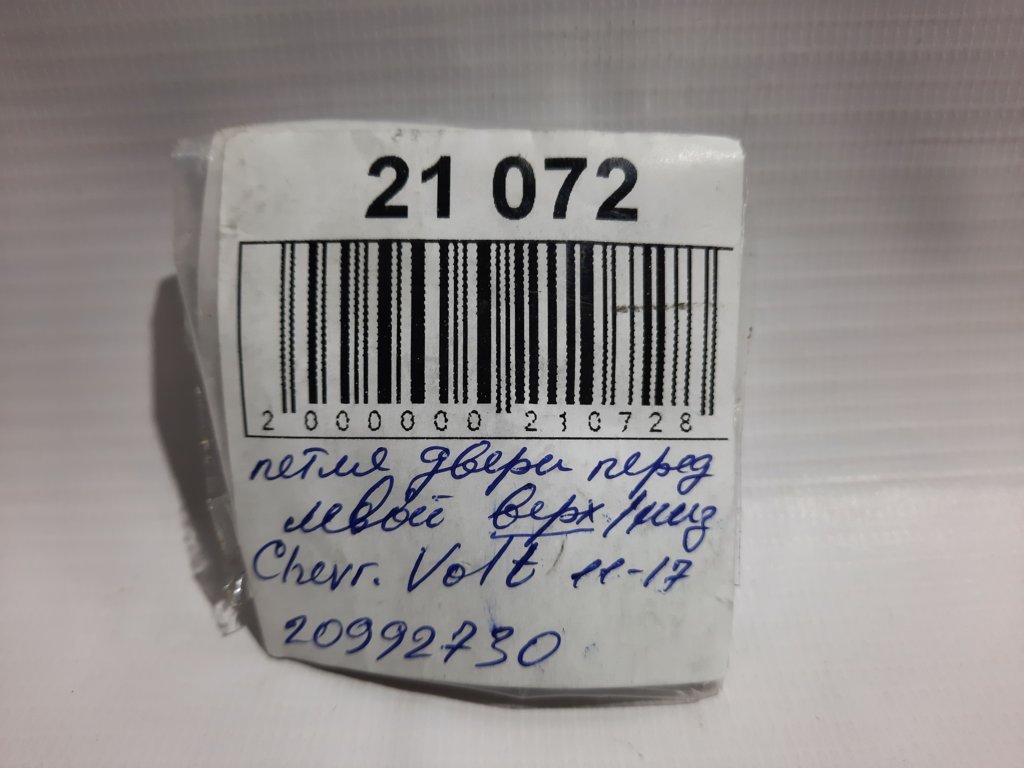 21 072
2 000000 210728
петля двери перед
левой верх/низ
Chevr. Volt 11-17
20992730